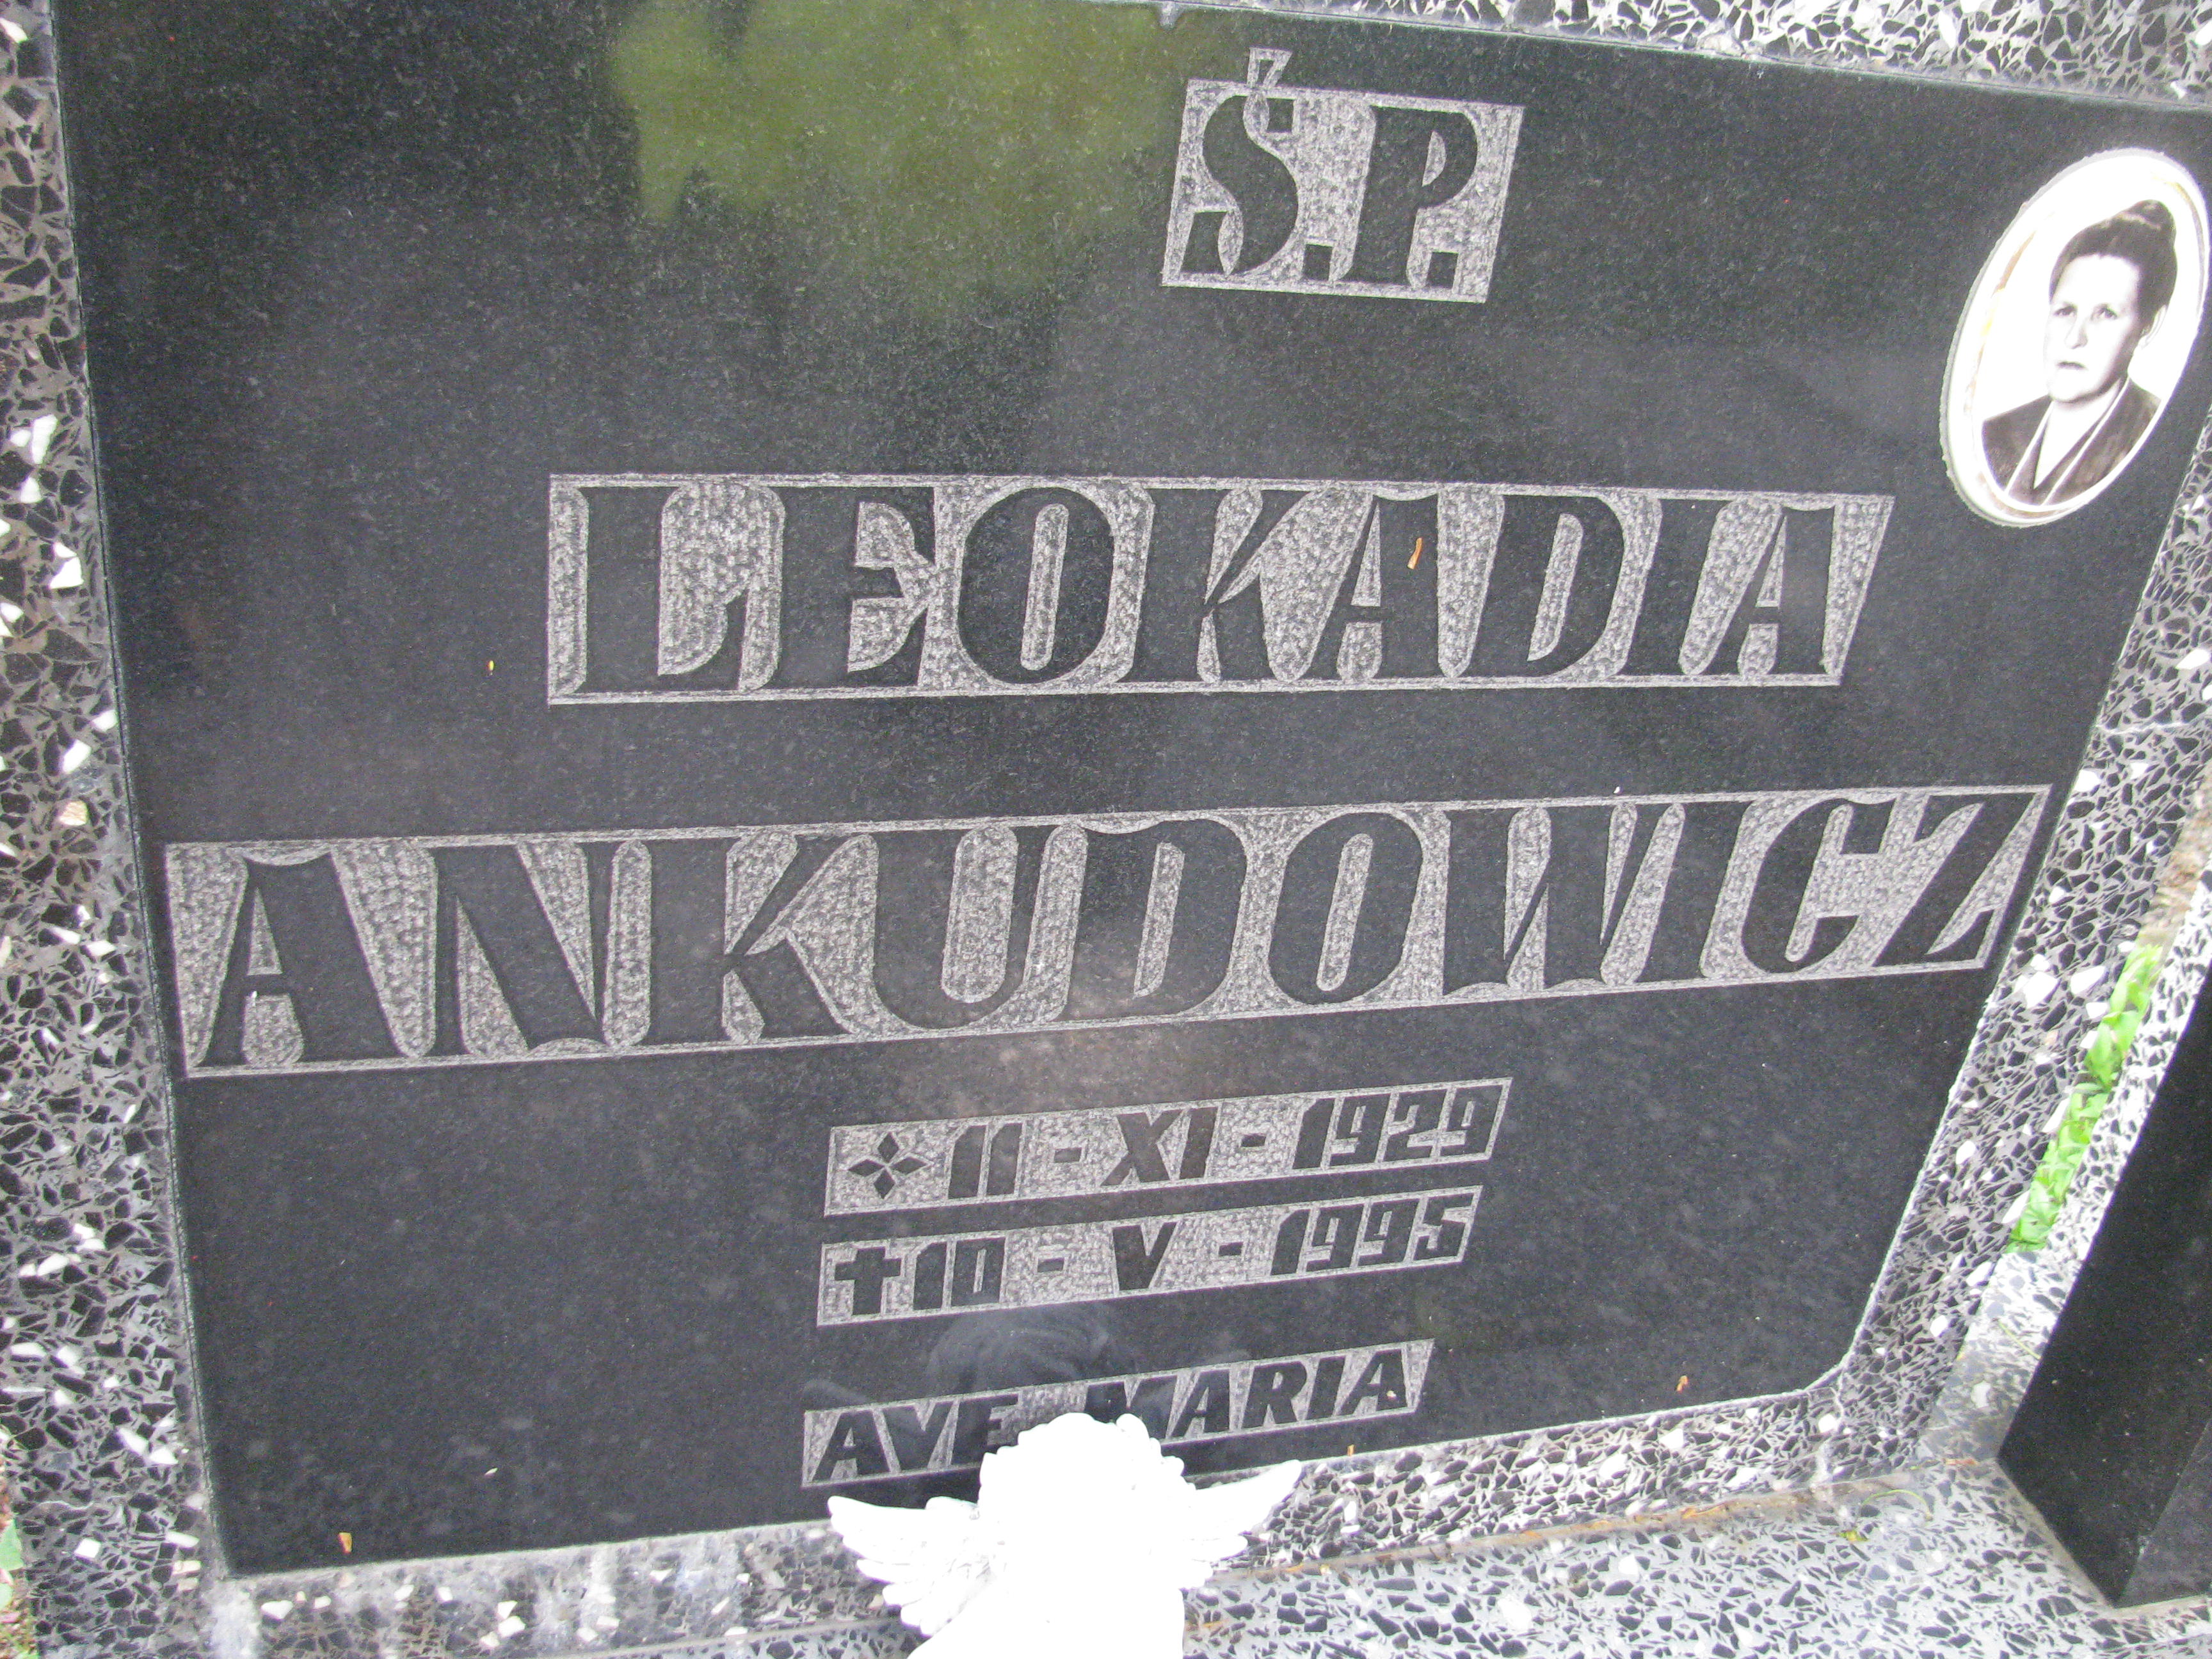 Ś.P.
LEOKADIA
ANKUDOWICZ
11-XI-1929
✝10-V-1995
AVE MARIA